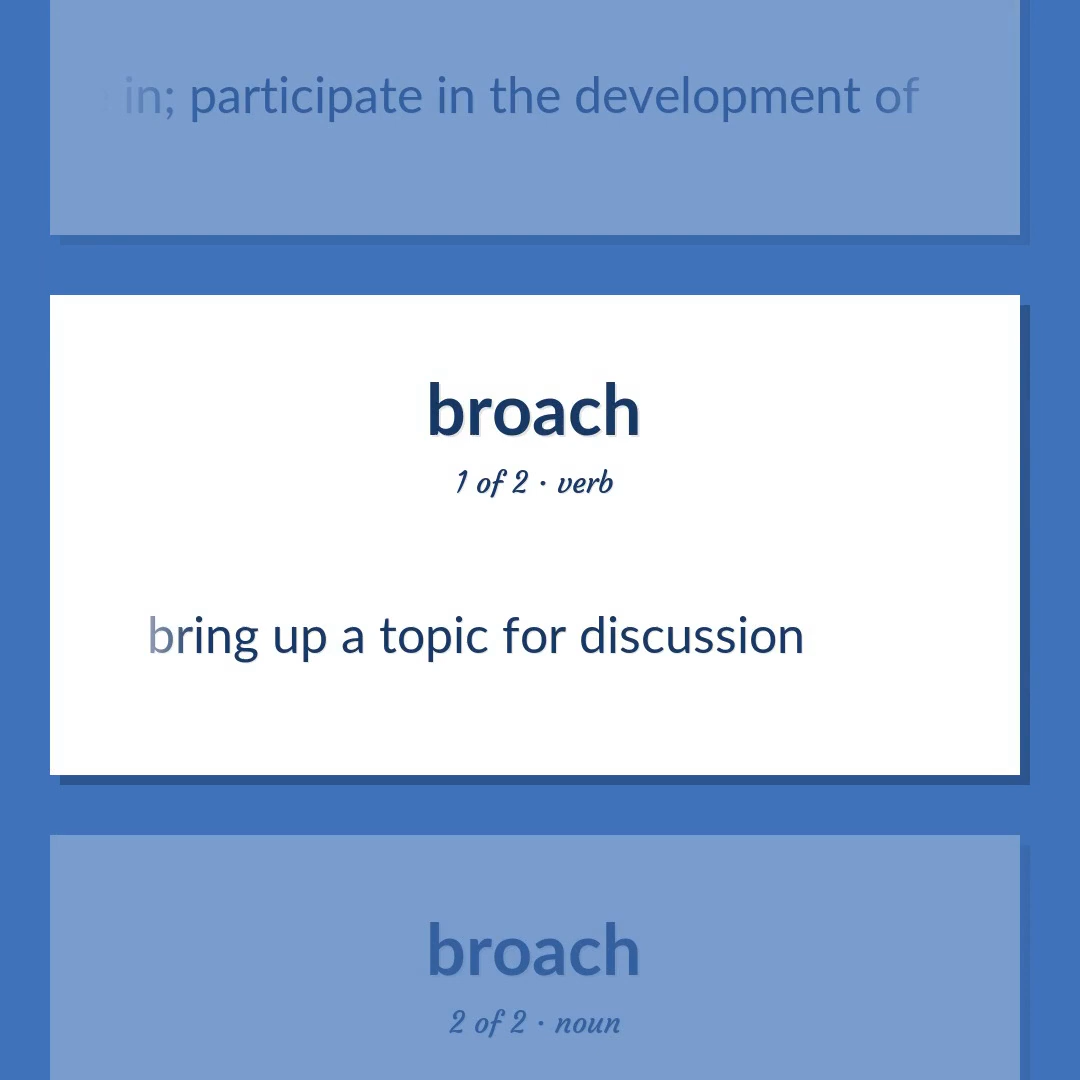 in; participate in the development of
broach
1 of 2 · verb
bring up a topic for discussion
broach
2 of 2 · noun